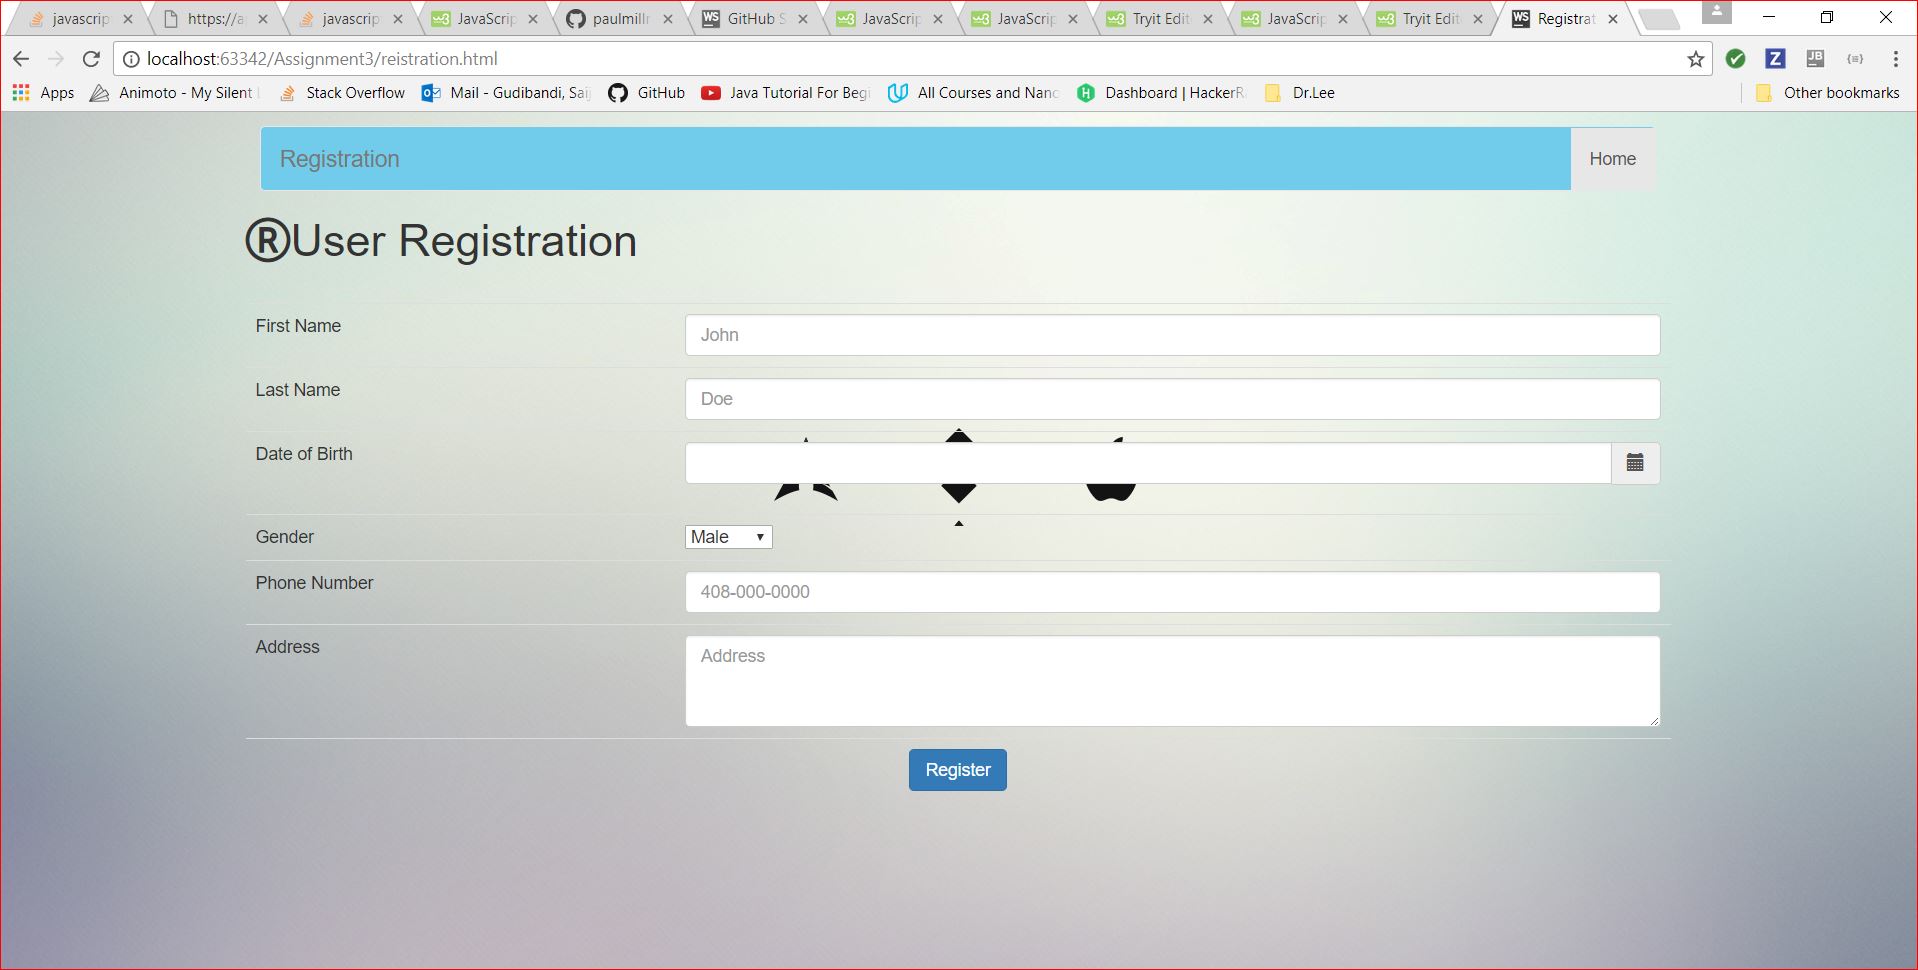 javascrip https://a javascrip JavaScrip paulmillr GitHub S JavaScrip JavaScrip Tryit Edit JavaScrip Tryit Edit Registrat
localhost:63342/Assignment3/reistration.html
Apps Animoto - My Silent Stack Overflow Mail - Gudibandi, Sai GitHub Java Tutorial For Begi All Courses and Nano Dashboard | HackerR Dr.Lee Other bookmarks
Registration Home
®User Registration
First Name John
Last Name Doe
Date of Birth
Gender Male
Phone Number 408-000-0000
Address Address
Register